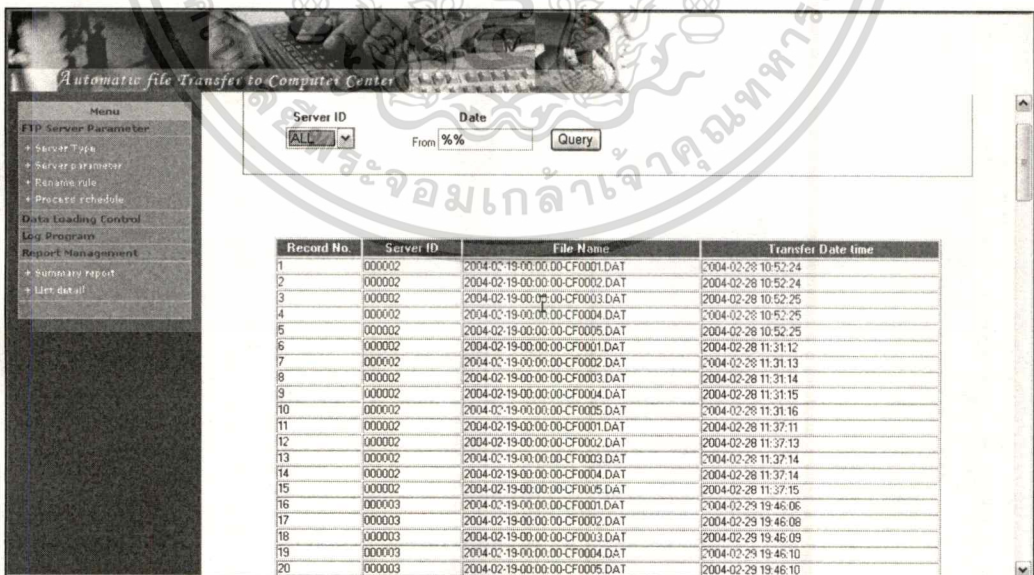 Automatic file Transfer to Computer Center
Menu
FTP Server Parameter
+ Server Type
+ Server parameter
+ Rename rule
+ Process schedule
Data Loading Control
Log Program
Report Management
+ Summary report
+ List detail
Server ID Date
ALL From %% Query
พระจอมเกล้าเจ้าคุณทหาร
Record No. Server ID File Name Transfer Date time
1 000002 2004-02-19-00:00:00-CF0001.DAT 2004-02-28 10:52:24
2 000002 2004-02-19-00:00:00-CF0002.DAT 2004-02-28 10:52:24
3 000002 2004-02-19-00:00:00-CF0003.DAT 2004-02-28 10:52:25
4 000002 2004-02-19-00:00:00-CF0004.DAT 2004-02-28 10:52:25
5 000002 2004-02-19-00:00:00-CF0005.DAT 2004-02-28 10:52:25
6 000002 2004-02-19-00:00:00-CF0001.DAT 2004-02-28 11:31:12
7 000002 2004-02-19-00:00:00-CF0002.DAT 2004-02-28 11:31:13
8 000002 2004-02-19-00:00:00-CF0003.DAT 2004-02-28 11:31:14
9 000002 2004-02-19-00:00:00-CF0004.DAT 2004-02-28 11:31:15
10 000002 2004-02-19-00:00:00-CF0005.DAT 2004-02-28 11:31:16
11 000002 2004-02-19-00:00:00-CF0001.DAT 2004-02-28 11:37:11
12 000002 2004-02-19-00:00:00-CF0002.DAT 2004-02-28 11:37:13
13 000002 2004-02-19-00:00:00-CF0003.DAT 2004-02-28 11:37:14
14 000002 2004-02-19-00:00:00-CF0004.DAT 2004-02-28 11:37:14
15 000002 2004-02-19-00:00:00-CF0005.DAT 2004-02-28 11:37:15
16 000003 2004-02-19-00:00:00-CF0001.DAT 2004-02-29 19:46:06
17 000003 2004-02-19-00:00:00-CF0002.DAT 2004-02-29 19:46:08
18 000003 2004-02-19-00:00:00-CF0003.DAT 2004-02-29 19:46:09
19 000003 2004-02-19-00:00:00-CF0004.DAT 2004-02-29 19:46:10
20 000003 2004-02-19-00:00:00-CF0005.DAT 2004-02-29 19:46:10